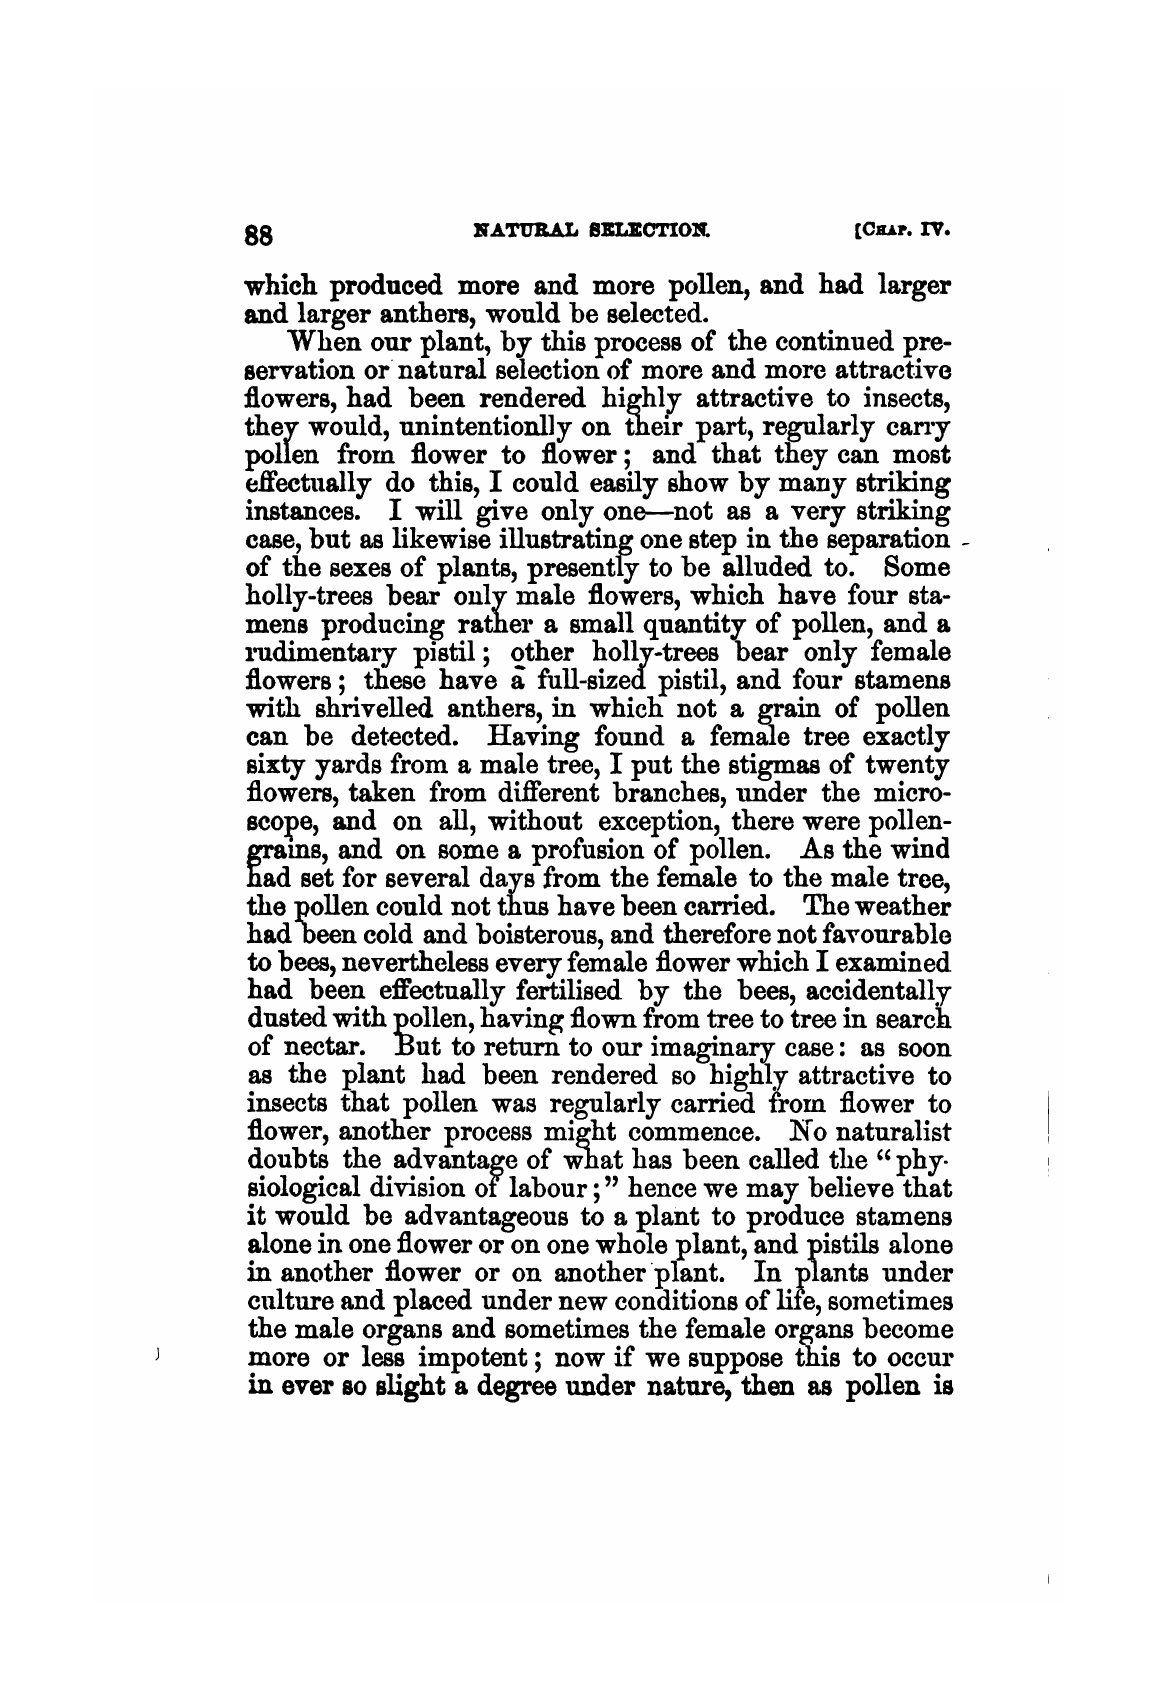 88 NATURAL SELECTION. [CHAP. IV.
which produced more and more pollen, and had larger
and larger anthers, would be selected.
When our plant, by this process of the continued pre-
servation or natural selection of more and more attractive
flowers, had been rendered highly attractive to insects,
they would, unintentionlly on their part, regularly carry
pollen from flower to flower; and that they can most
effectually do this, I could easily show by many striking
instances. I will give only one—not as a very striking
case, but as likewise illustrating one step in the separation
of the sexes of plants, presently to be alluded to. Some
holly-trees bear only male flowers, which have four sta-
mens producing rather a small quantity of pollen, and a
rudimentary pistil; other holly-trees bear only female
flowers; these have a full-sized pistil, and four stamens
with shrivelled anthers, in which not a grain of pollen
can be detected. Having found a female tree exactly
sixty yards from a male tree, I put the stigmas of twenty
flowers, taken from different branches, under the micro-
scope, and on all, without exception, there were pollen-
grains, and on some a profusion of pollen. As the wind
had set for several days from the female to the male tree,
the pollen could not thus have been carried. The weather
had been cold and boisterous, and therefore not favourable
to bees, nevertheless every female flower which I examined
had been effectually fertilised by the bees, accidentally
dusted with pollen, having flown from tree to tree in search
of nectar. But to return to our imaginary case: as soon
as the plant had been rendered so highly attractive to
insects that pollen was regularly carried from flower to
flower, another process might commence. No naturalist
doubts the advantage of what has been called the “phy-
siological division of labour;” hence we may believe that
it would be advantageous to a plant to produce stamens
alone in one flower or on one whole plant, and pistils alone
in another flower or on another plant. In plants under
culture and placed under new conditions of life, sometimes
the male organs and sometimes the female organs become
more or less impotent; now if we suppose this to occur
in ever so slight a degree under nature, then as pollen is